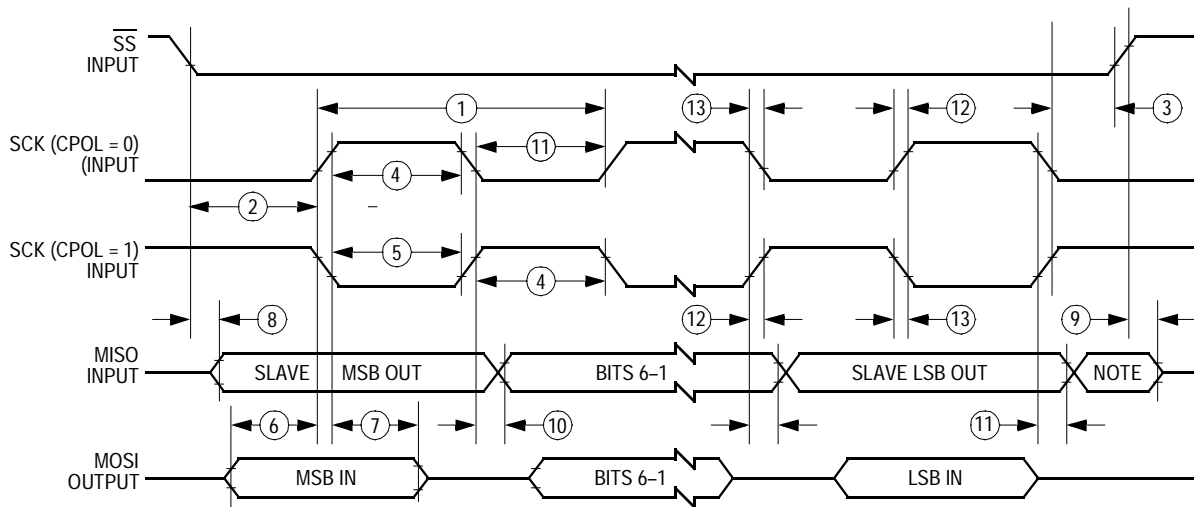 SS
INPUT
1
13
12
3
SCK (CPOL = 0)
(INPUT
11
4
2
–
SCK (CPOL = 1)
INPUT
5
4
8
12
13
9
MISO
INPUT
SLAVE MSB OUT
BITS 6–1
SLAVE LSB OUT
NOTE
6
7
10
11
MOSI
OUTPUT
MSB IN
BITS 6–1
LSB IN